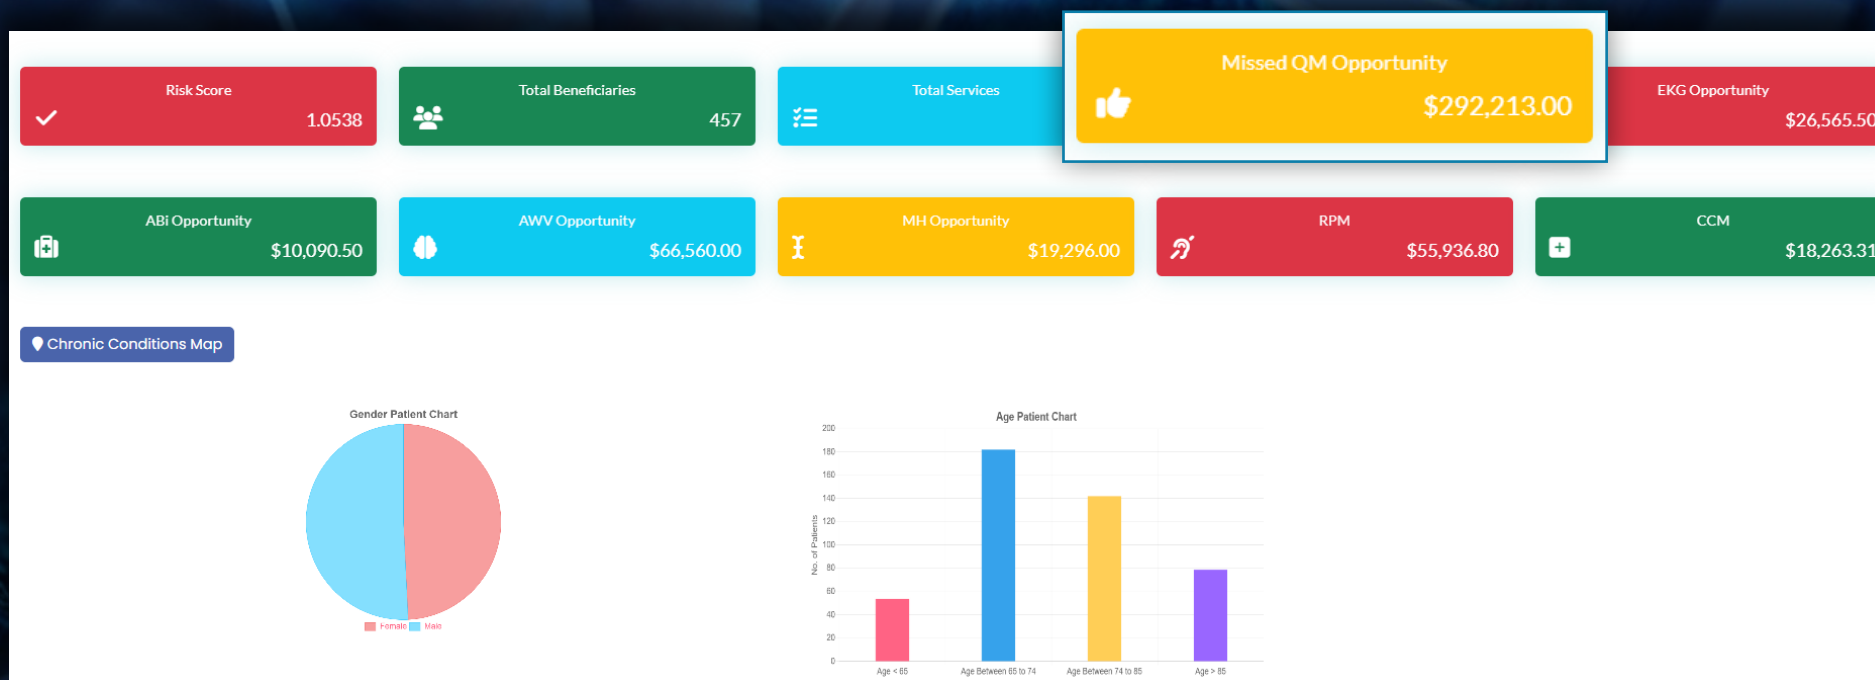 Risk Score
1.0538
Total Beneficiaries
457
Total Services
Missed QM Opportunity
$292,213.00
EKG Opportunity
$26,565.50
ABi Opportunity
$10,090.50
AWV Opportunity
$66,560.00
MH Opportunity
$19,296.00
RPM
$55,936.80
CCM
$18,263.31
Chronic Conditions Map
Gender Patient Chart
Female Male
Age Patient Chart
No. of Patients
200
180
160
140
120
100
80
60
40
20
0
Age < 65 Age Between 65 to 74 Age Between 74 to 85 Age > 85